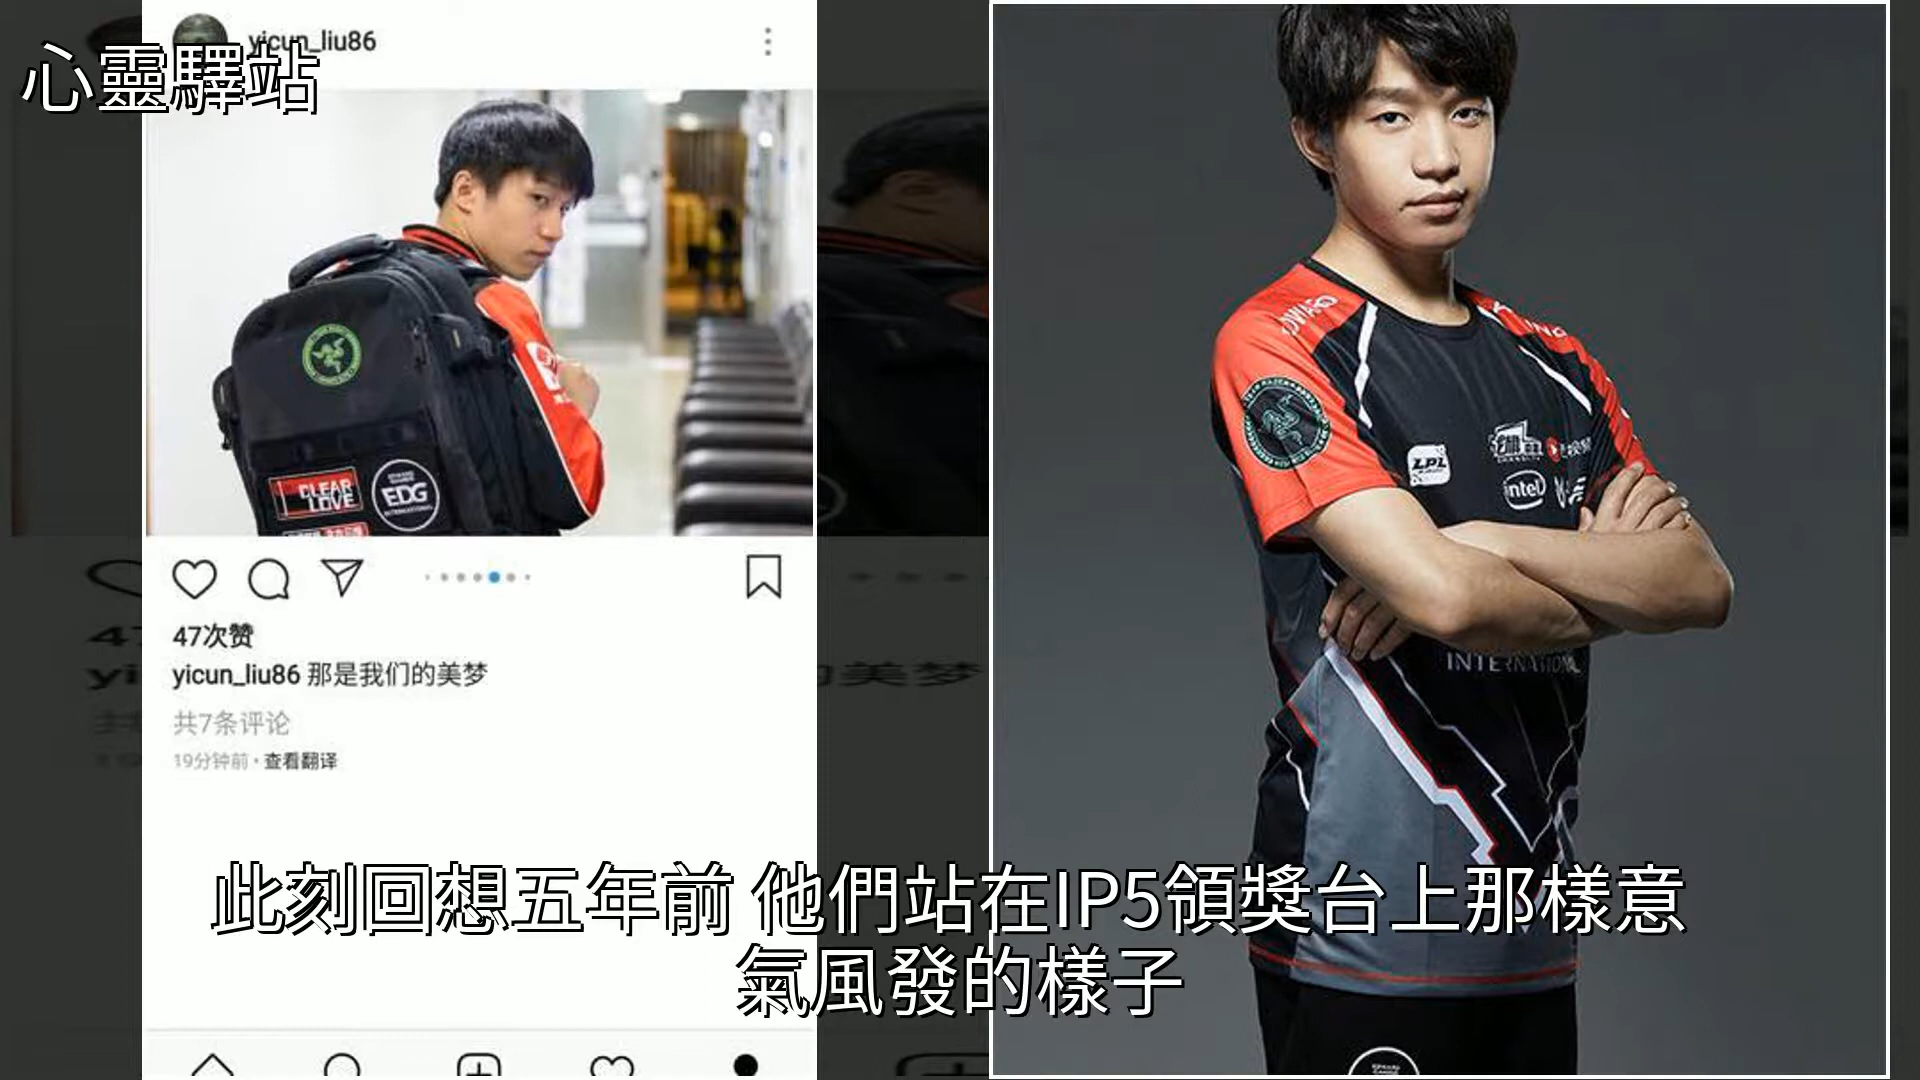 yicun_liu86
心靈驛站
CLEAR
LOVE
EDG
INTERNATIONAL
LPL
intel
INTERNATIONAL
47次赞
yicun_liu86 那是我们的美梦
共7条评论
19分钟前 · 查看翻译
此刻回想五年前 他們站在IP5領獎台上那樣意
氣風發的樣子